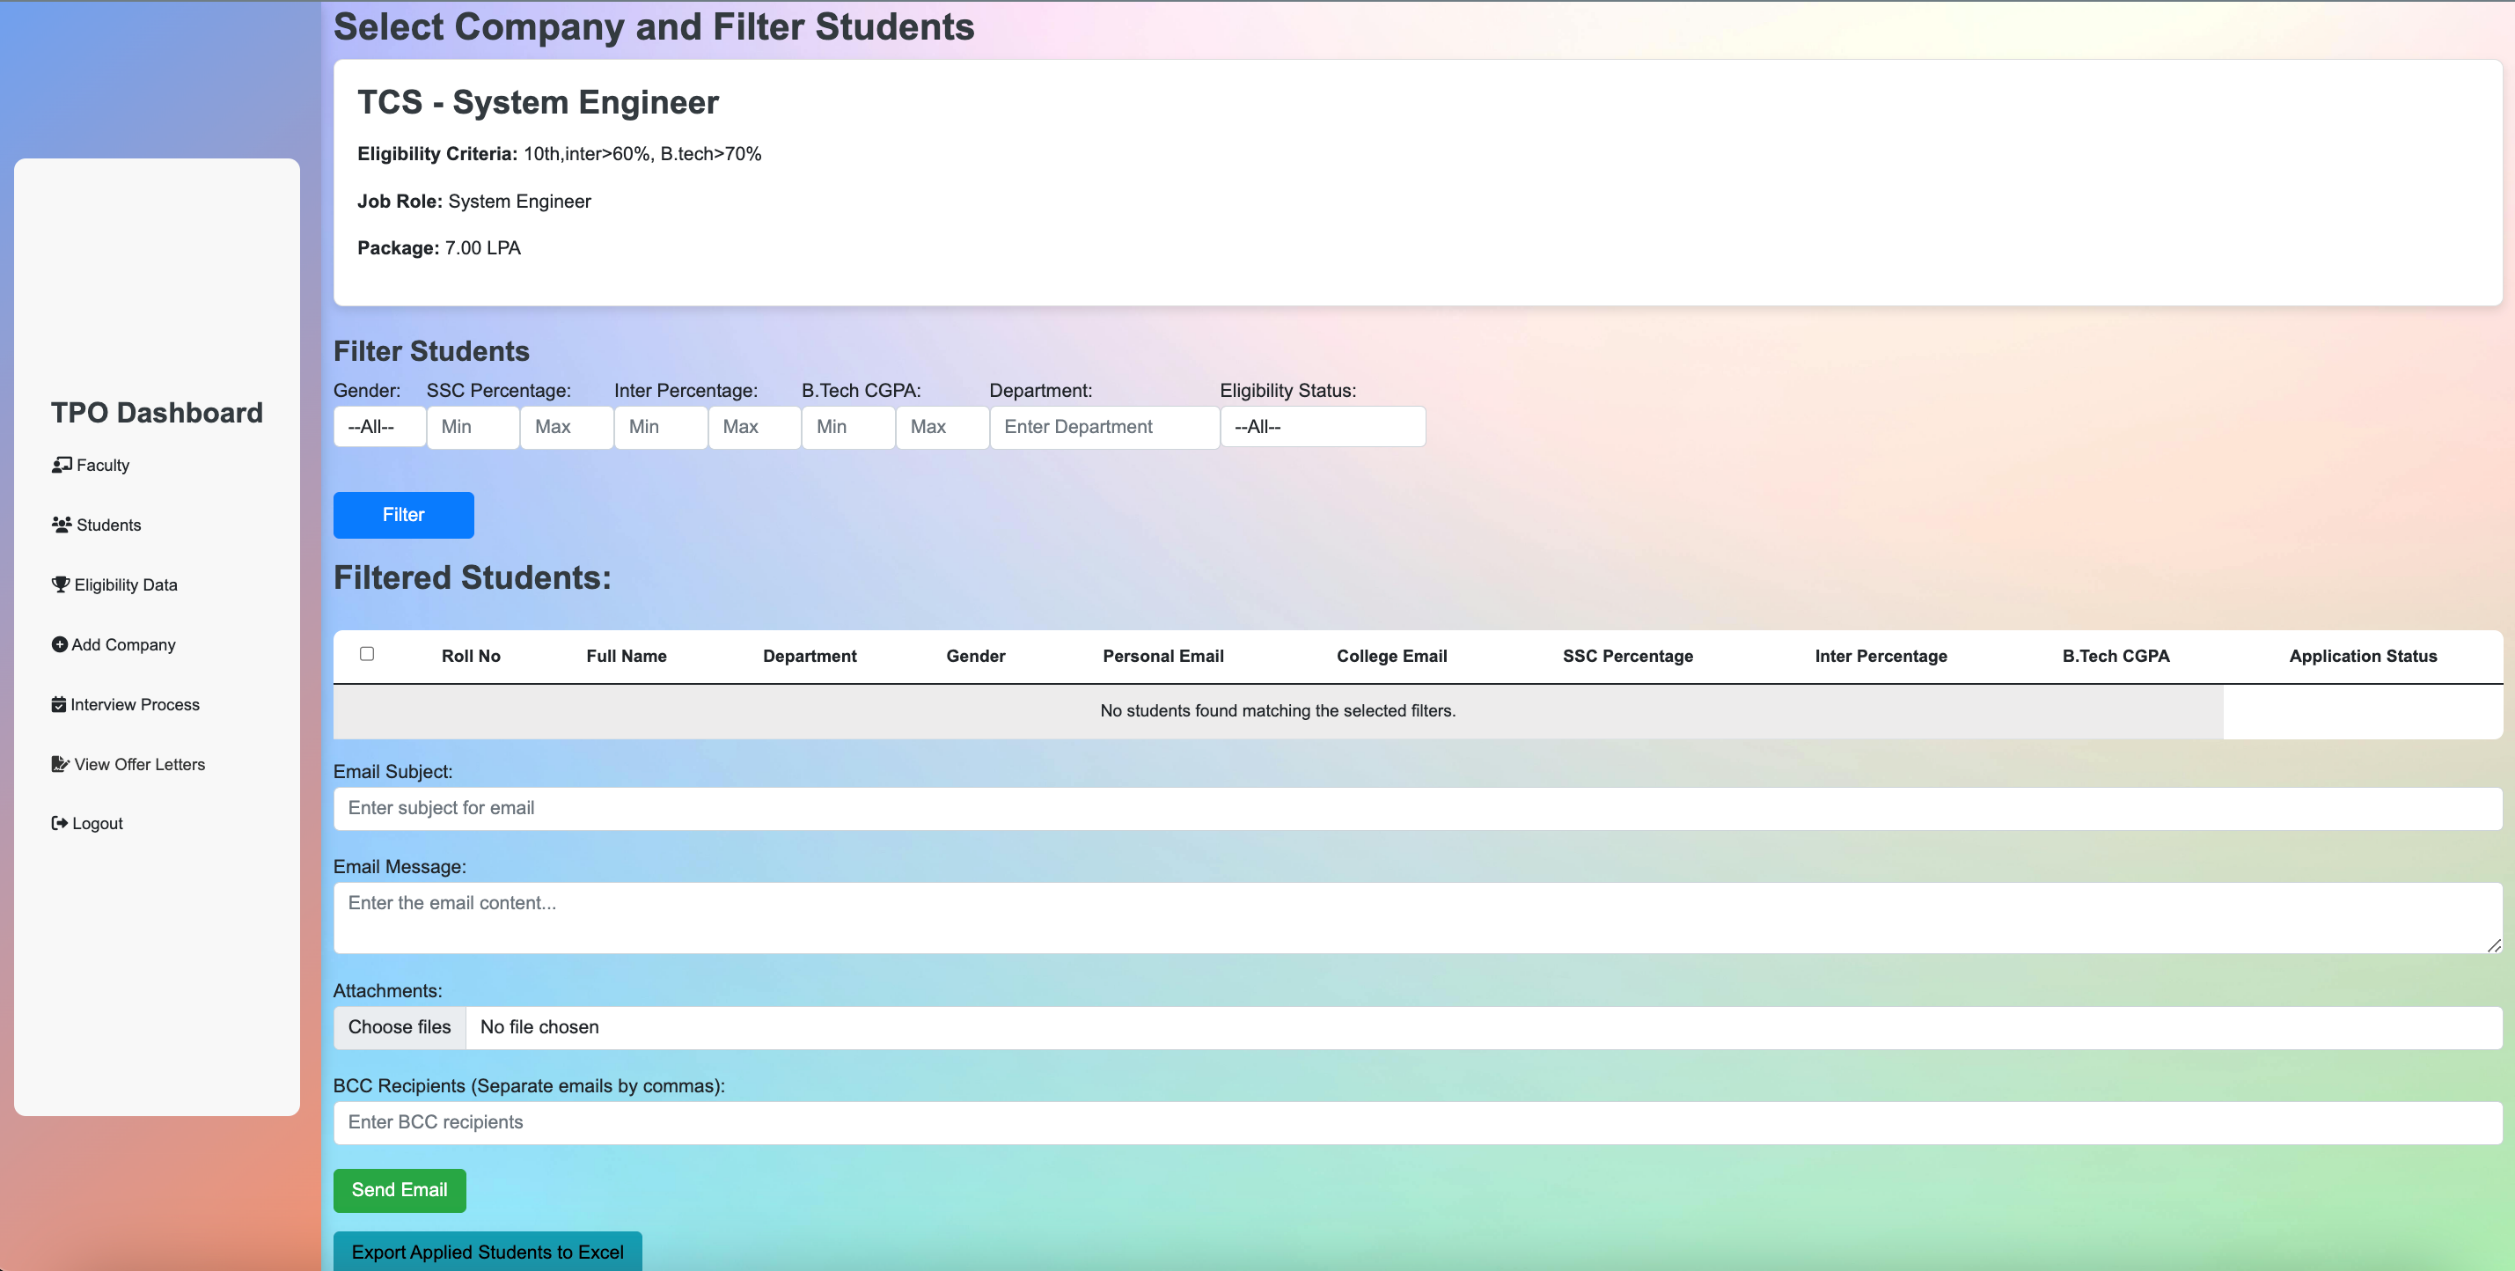 Select Company and Filter Students
TCS - System Engineer
Eligibility Criteria: 10th,inter>60%, B.tech>70%
Job Role: System Engineer
Package: 7.00 LPA
TPO Dashboard
Faculty
Students
Eligibility Data
Add Company
Interview Process
View Offer Letters
Logout
Filter Students
Gender: SSC Percentage: Inter Percentage: B.Tech CGPA: Department: Eligibility Status:
--All-- Min Max Min Max Min Max Enter Department --All--
Filter
Filtered Students:
Roll No Full Name Department Gender Personal Email College Email SSC Percentage Inter Percentage B.Tech CGPA Application Status
No students found matching the selected filters.
Email Subject:
Enter subject for email
Email Message:
Enter the email content...
Attachments:
Choose files No file chosen
BCC Recipients (Separate emails by commas):
Enter BCC recipients
Send Email
Export Applied Students to Excel